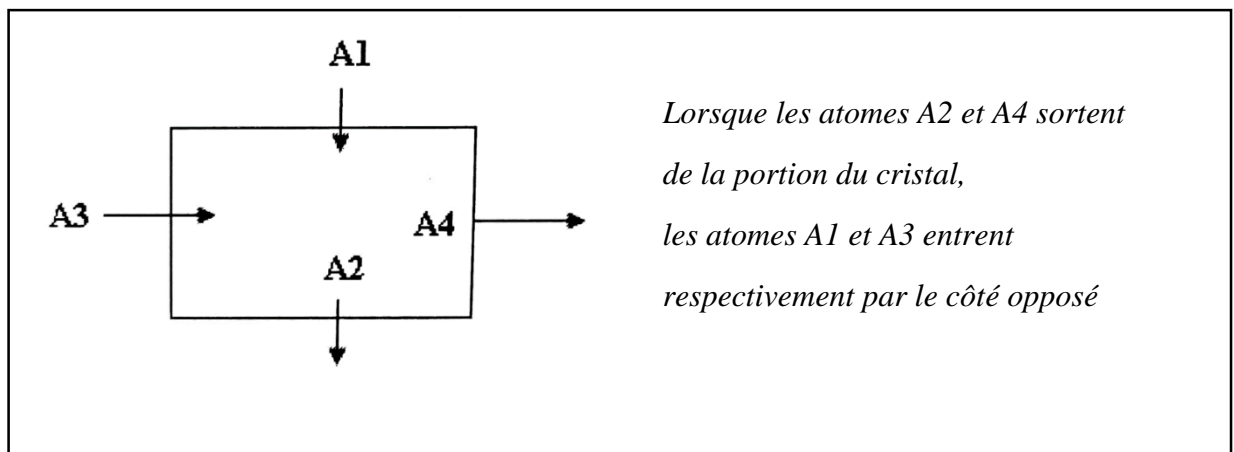 A1
A3
A4
A2
Lorsque les atomes A2 et A4 sortent
de la portion du cristal,
les atomes A1 et A3 entrent
respectivement par le côté opposé